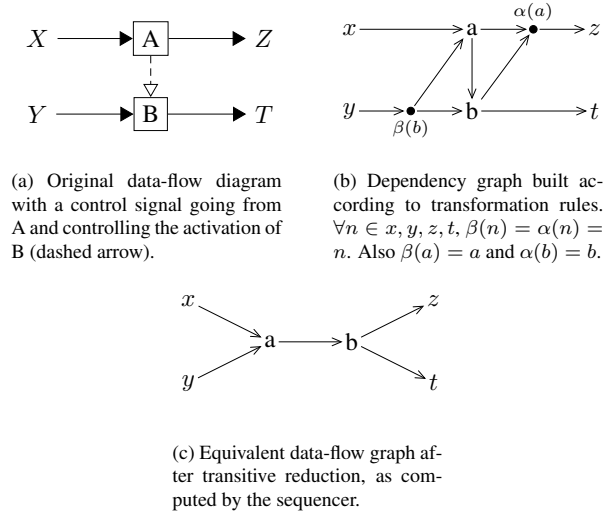 X A Z
Y B T
(a) Original data-flow diagram
with a control signal going from
A and controlling the activation of
B (dashed arrow).
α(a)
x a z
y b t
β(b)
(b) Dependency graph built ac-
cording to transformation rules.
∀n ∈ x, y, z, t, β(n) = α(n) =
n. Also β(a) = a and α(b) = b.
x z
a b
y t
(c) Equivalent data-flow graph af-
ter transitive reduction, as com-
puted by the sequencer.